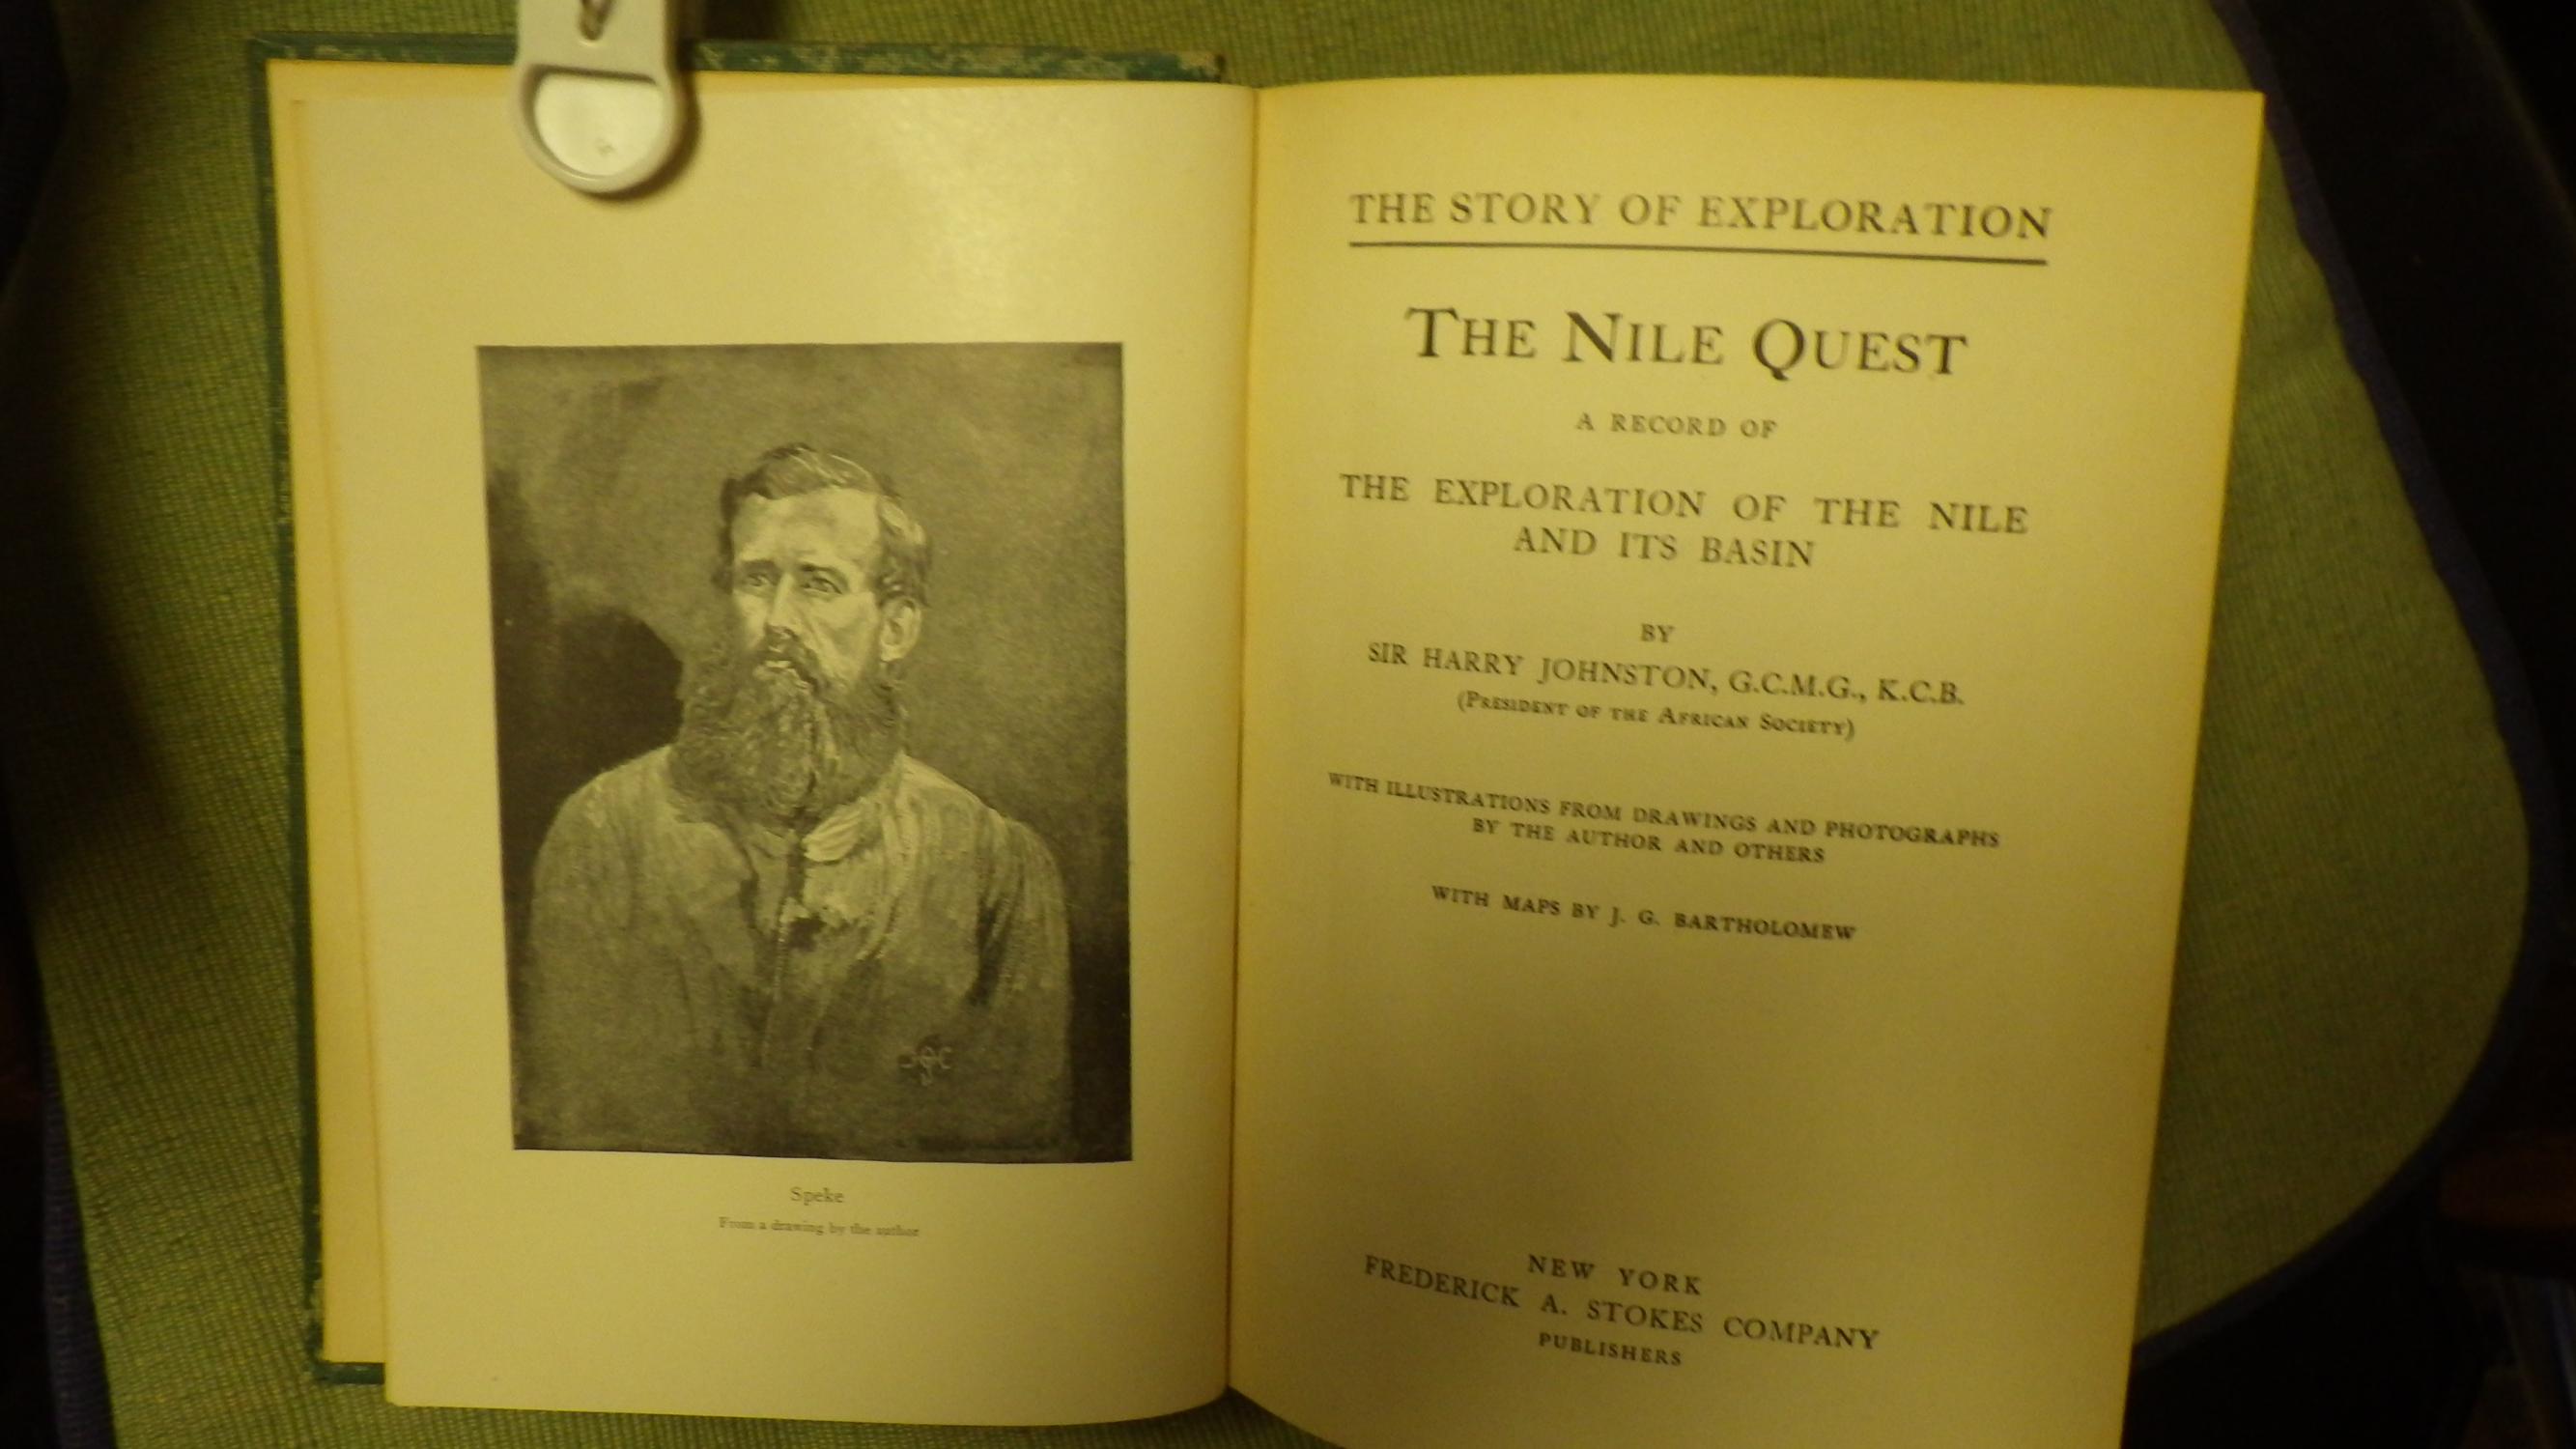 Speke
From a drawing by the author
THE STORY OF EXPLORATION
THE NILE QUEST
A RECORD OF
THE EXPLORATION OF THE NILE
AND ITS BASIN
BY
SIR HARRY JOHNSTON, G.C.M.G., K.C.B.
(PRESIDENT OF THE AFRICAN SOCIETY)
WITH ILLUSTRATIONS FROM DRAWINGS AND PHOTOGRAPHS
BY THE AUTHOR AND OTHERS
WITH MAPS BY J. G. BARTHOLOMEW
NEW YORK
FREDERICK A. STOKES COMPANY
PUBLISHERS